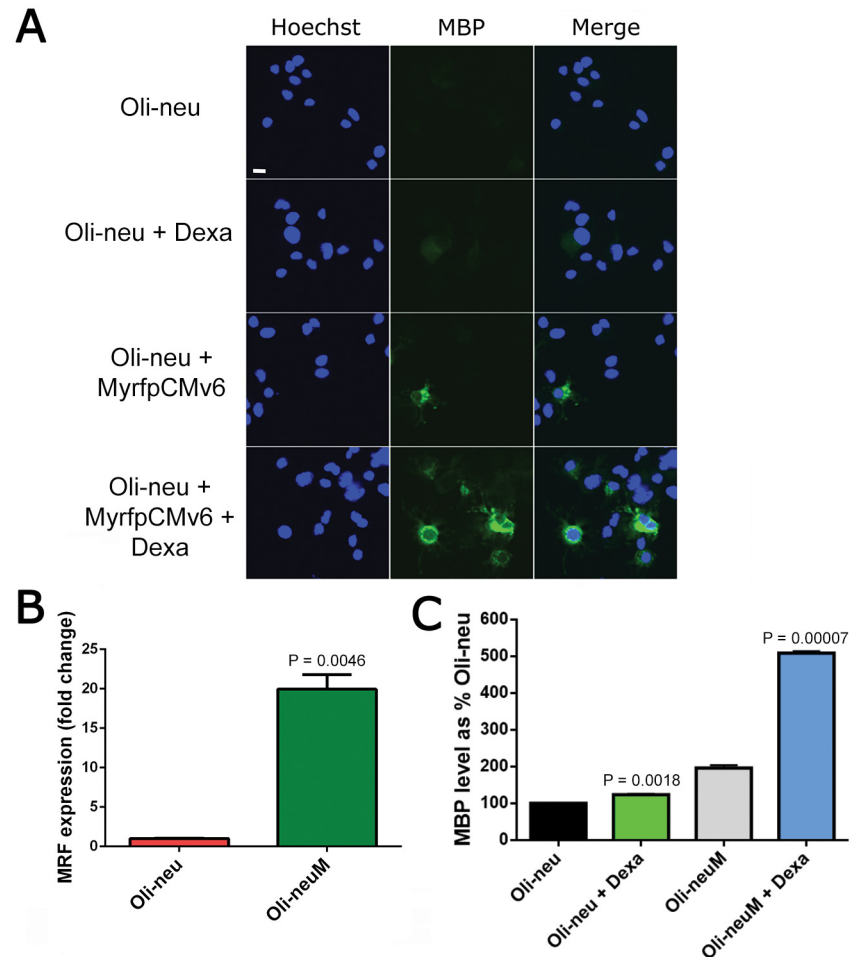 A
Hoechst MBP Merge
Oli-neu
Oli-neu + Dexa
Oli-neu +
MyrfpCMv6
Oli-neu +
MyrfpCMv6 +
Dexa
B
MRF expression (fold change)
25
20
15
10
5
0
P = 0.0046
Oli-neu
Oli-neuM
C
MBP level as % Oli-neu
600
500
400
300
200
100
0
P = 0.0018
P = 0.00007
Oli-neu
Oli-neu + Dexa
Oli-neuM
Oli-neuM + Dexa